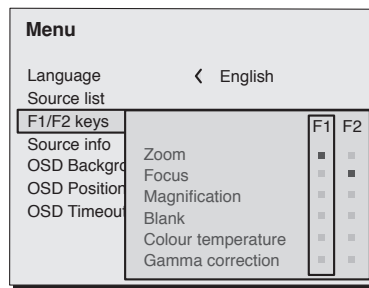 Menu
Language English
Source list
F1/F2 keys
Source info
OSD Backgro
OSD Position
OSD Timeou
F1 F2
Zoom
Focus
Magnification
Blank
Colour temperature
Gamma correction